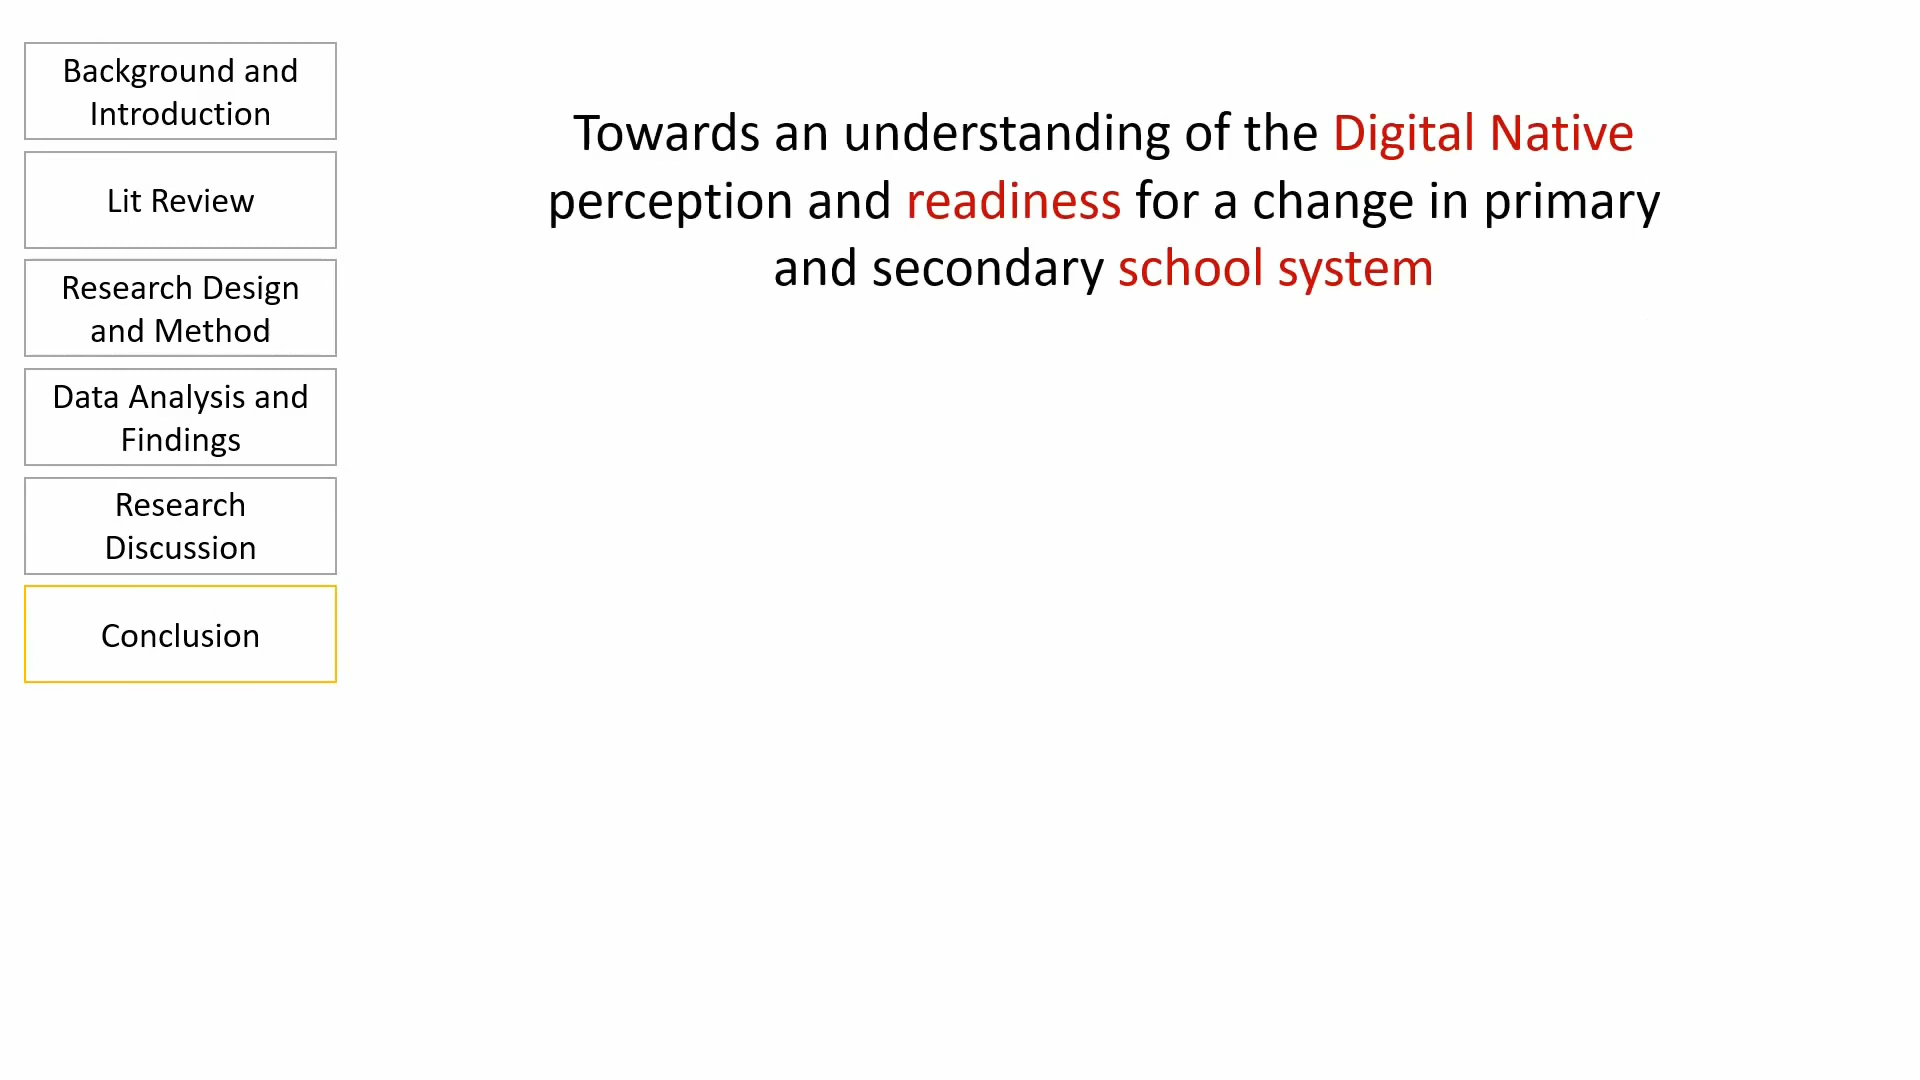 Background and
Introduction
Lit Review
Research Design
and Method
Data Analysis and
Findings
Research
Discussion
Conclusion
Towards an understanding of the Digital Native
perception and readiness for a change in primary
and secondary school system